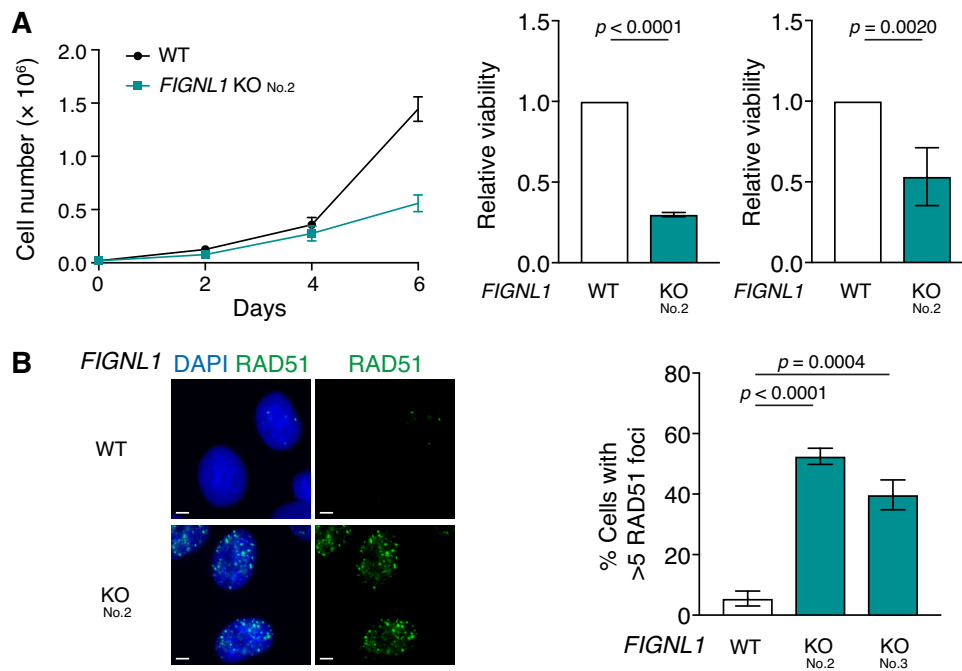 A
WT
FIGNL1 KO No.2
Cell number (× 10⁶)
2.0
1.5
1.0
0.5
0.0
0 2 4 6
Days
p < 0.0001
Relative viability
1.5
1.0
0.5
0.0
FIGNL1 WT KO
No.2
p = 0.0020
Relative viability
1.5
1.0
0.5
0.0
FIGNL1 WT KO
No.2
B
FIGNL1 DAPI RAD51 RAD51
WT
KO
No.2
p = 0.0004
p < 0.0001
% Cells with
>5 RAD51 foci
80
60
40
20
0
FIGNL1 WT KO KO
No.2 No.3